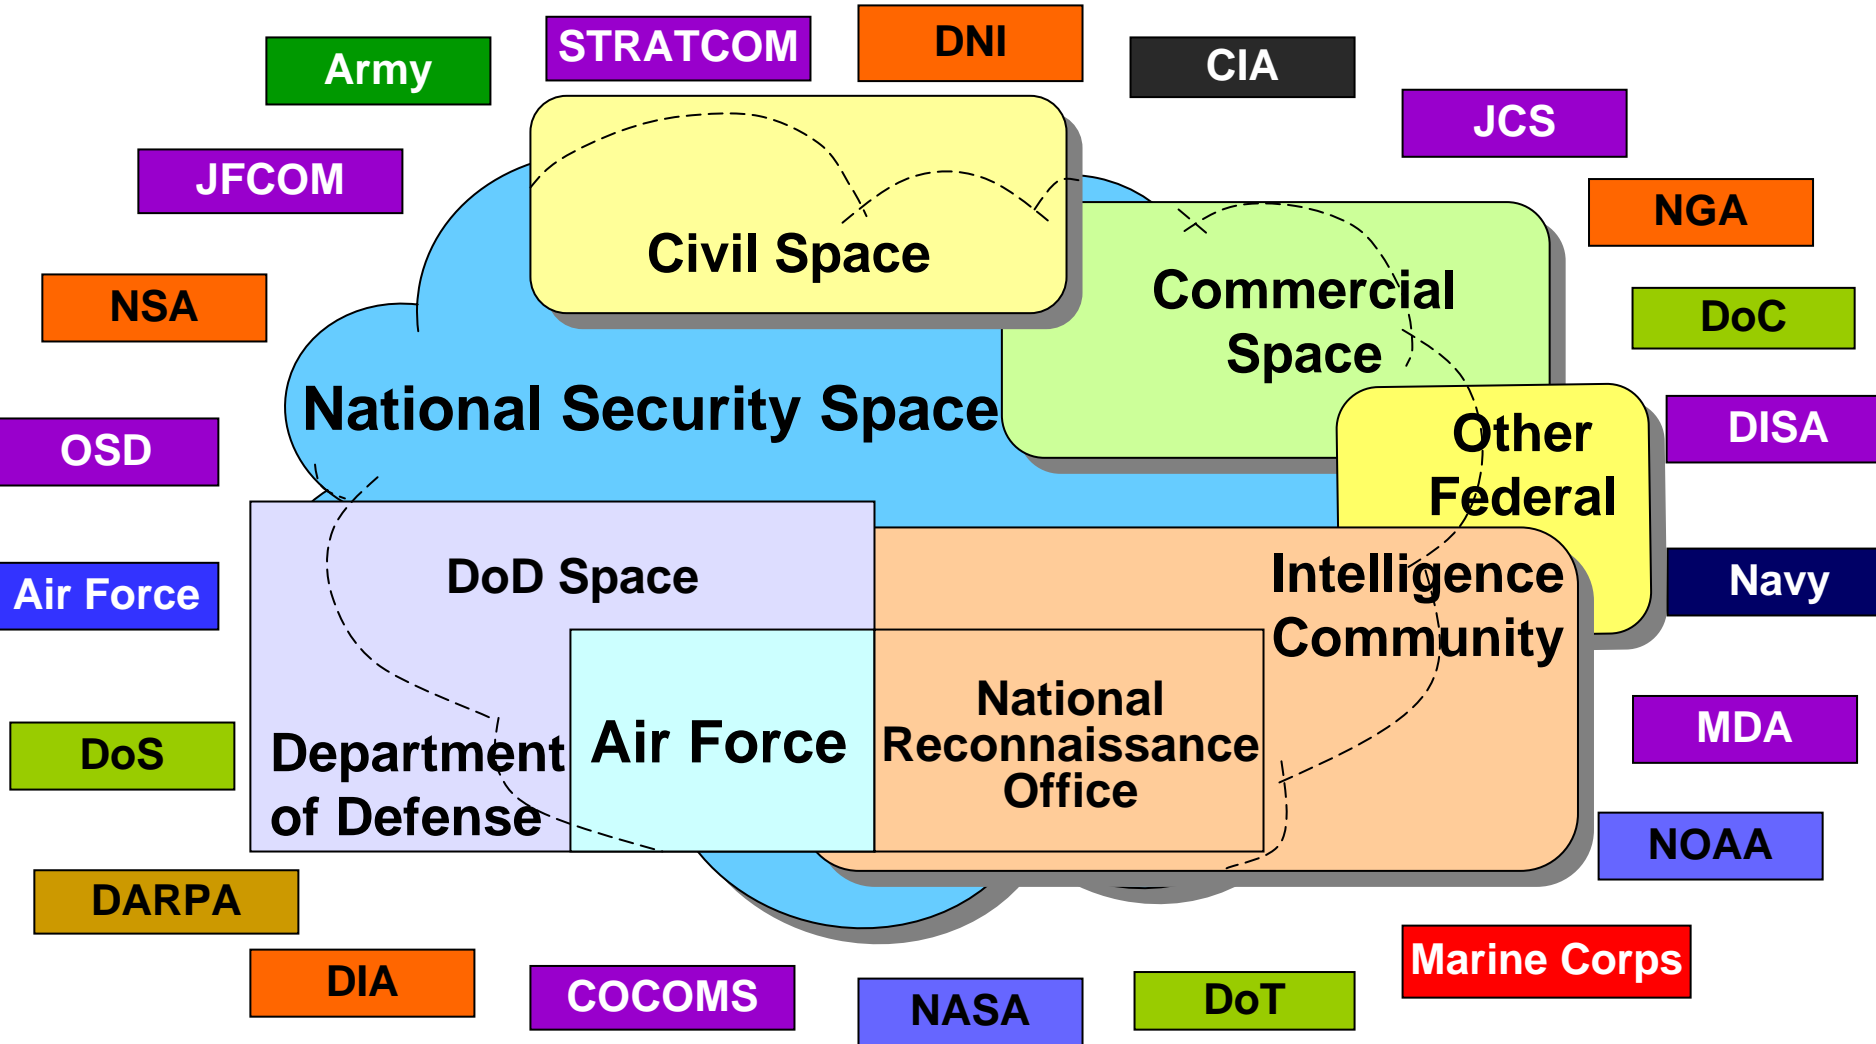 STRATCOM
DNI
CIA
Army
JCS
JFCOM
NGA
Civil Space
NSA
Commercial
Space
DoC
National Security Space
OSD
Other
Federal
DISA
DoD Space
Intelligence
Community
Air Force
Navy
Department
of Defense
Air Force
National
Reconnaissance
Office
DoS
MDA
NOAA
DARPA
Marine Corps
DIA
COCOMS
NASA
DoT